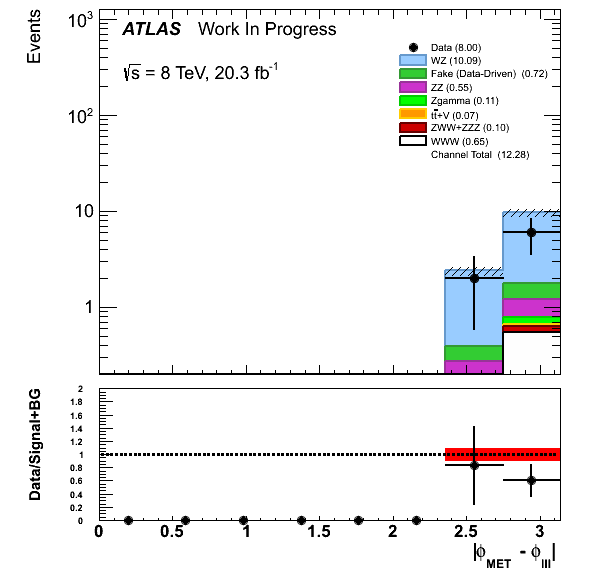 Events
10³
10²
10
1
ATLAS Work In Progress
√s = 8 TeV, 20.3 fb⁻¹
Data (8.00)
WZ (10.09)
Fake (Data-Driven) (0.72)
ZZ (0.55)
Zgamma (0.11)
tt̄+V (0.07)
ZWW+ZZZ (0.10)
WWW (0.65)
Channel Total (12.28)
Data/Signal+BG
2
1.8
1.6
1.4
1.2
1
0.8
0.6
0.4
0.2
0
0 0.5 1 1.5 2 2.5 3
|ϕMET - ϕlll|